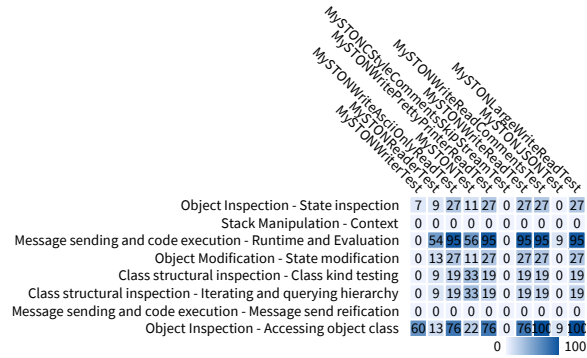 MySTONWriterTest
MySTONReaderTest
MySTONWriteAsciiOnlyReadTest
MySTONTest
MySTONWritePrettyPrinterReadTest
MySTONCStyleCommentsSkipStreamTest
MySTONWriteReadTest
MySTONWriteReadCommentsTest
MySTONJSONTest
MySTONLargeWriteReadTest
Object Inspection - State inspection 7 9 27 11 27 0 27 27 0 27
Stack Manipulation - Context 0 0 0 0 0 0 0 0 0 0
Message sending and code execution - Runtime and Evaluation 0 54 95 56 95 0 95 95 9 95
Object Modification - State modification 0 13 27 11 27 0 27 27 0 27
Class structural inspection - Class kind testing 0 9 19 33 19 0 19 19 0 19
Class structural inspection - Iterating and querying hierarchy 0 9 19 33 19 0 19 19 0 19
Message sending and code execution - Message send reification 0 0 0 0 0 0 0 0 0 0
Object Inspection - Accessing object class 60 13 76 22 76 0 76 100 9 100
0 100